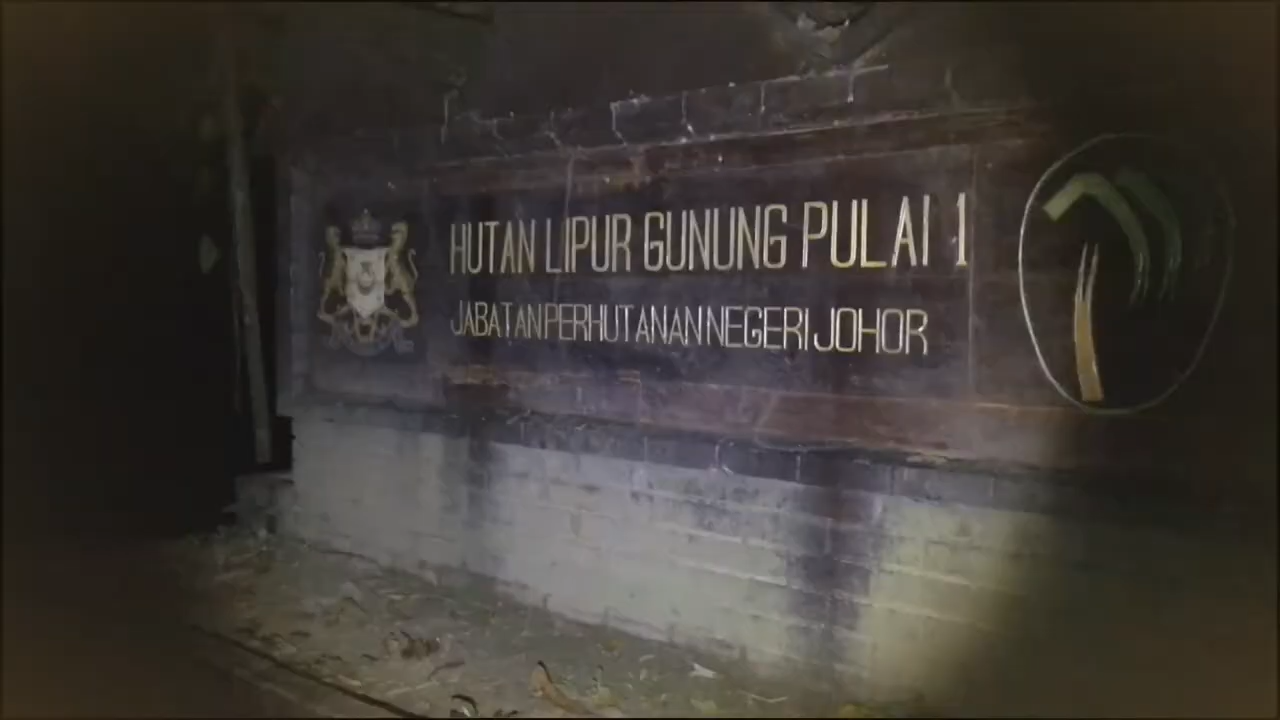 HUTAN LIPUR GUNUNG PULAI 1
JABATAN PERHUTANAN NEGERI JOHOR